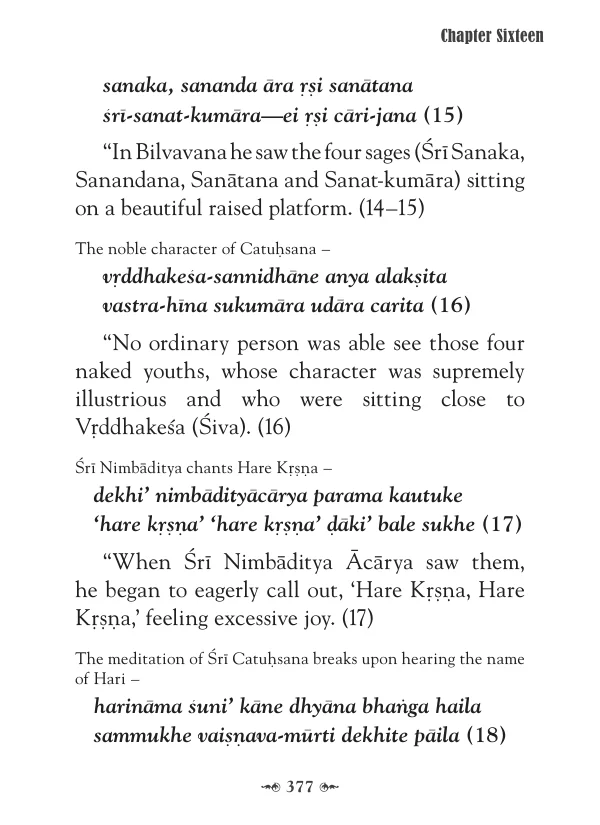 Chapter Sixteen
sanaka, sananda āra ṛṣi sanātana
śrī-sanat-kumāra—ei ṛṣi cāri-jana (15)
“In Bilvavana he saw the four sages (Śrī Sanaka,
Sanandana, Sanātana and Sanat-kumāra) sitting
on a beautiful raised platform. (14–15)
The noble character of Catuḥsana –
vṛddhakeśa-sannidhāne anya alakṣita
vastra-hīna sukumāra udāra carita (16)
“No ordinary person was able see those four
naked youths, whose character was supremely
illustrious and who were sitting close to
Vṛddhakeśa (Śiva). (16)
Śrī Nimbāditya chants Hare Kṛṣṇa –
dekhi’ nimbādityācārya parama kautuke
‘hare kṛṣṇa’ ‘hare kṛṣṇa’ ḍāki’ bale sukhe (17)
“When Śrī Nimbāditya Ācārya saw them,
he began to eagerly call out, ‘Hare Kṛṣṇa, Hare
Kṛṣṇa,’ feeling excessive joy. (17)
The meditation of Śrī Catuḥsana breaks upon hearing the name
of Hari –
harināma śuni’ kāne dhyāna bhaṅga haila
sammukhe vaiṣṇava-mūrti dekhite pāila (18)
377